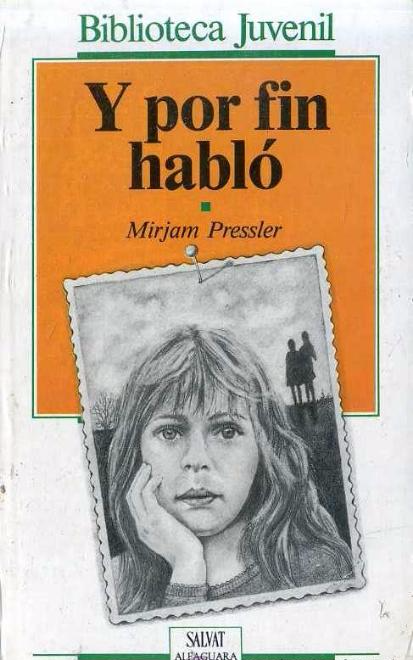 Biblioteca Juvenil
Y por fin
habló
Mirjam Pressler
SALVAT
ALFAGUARA